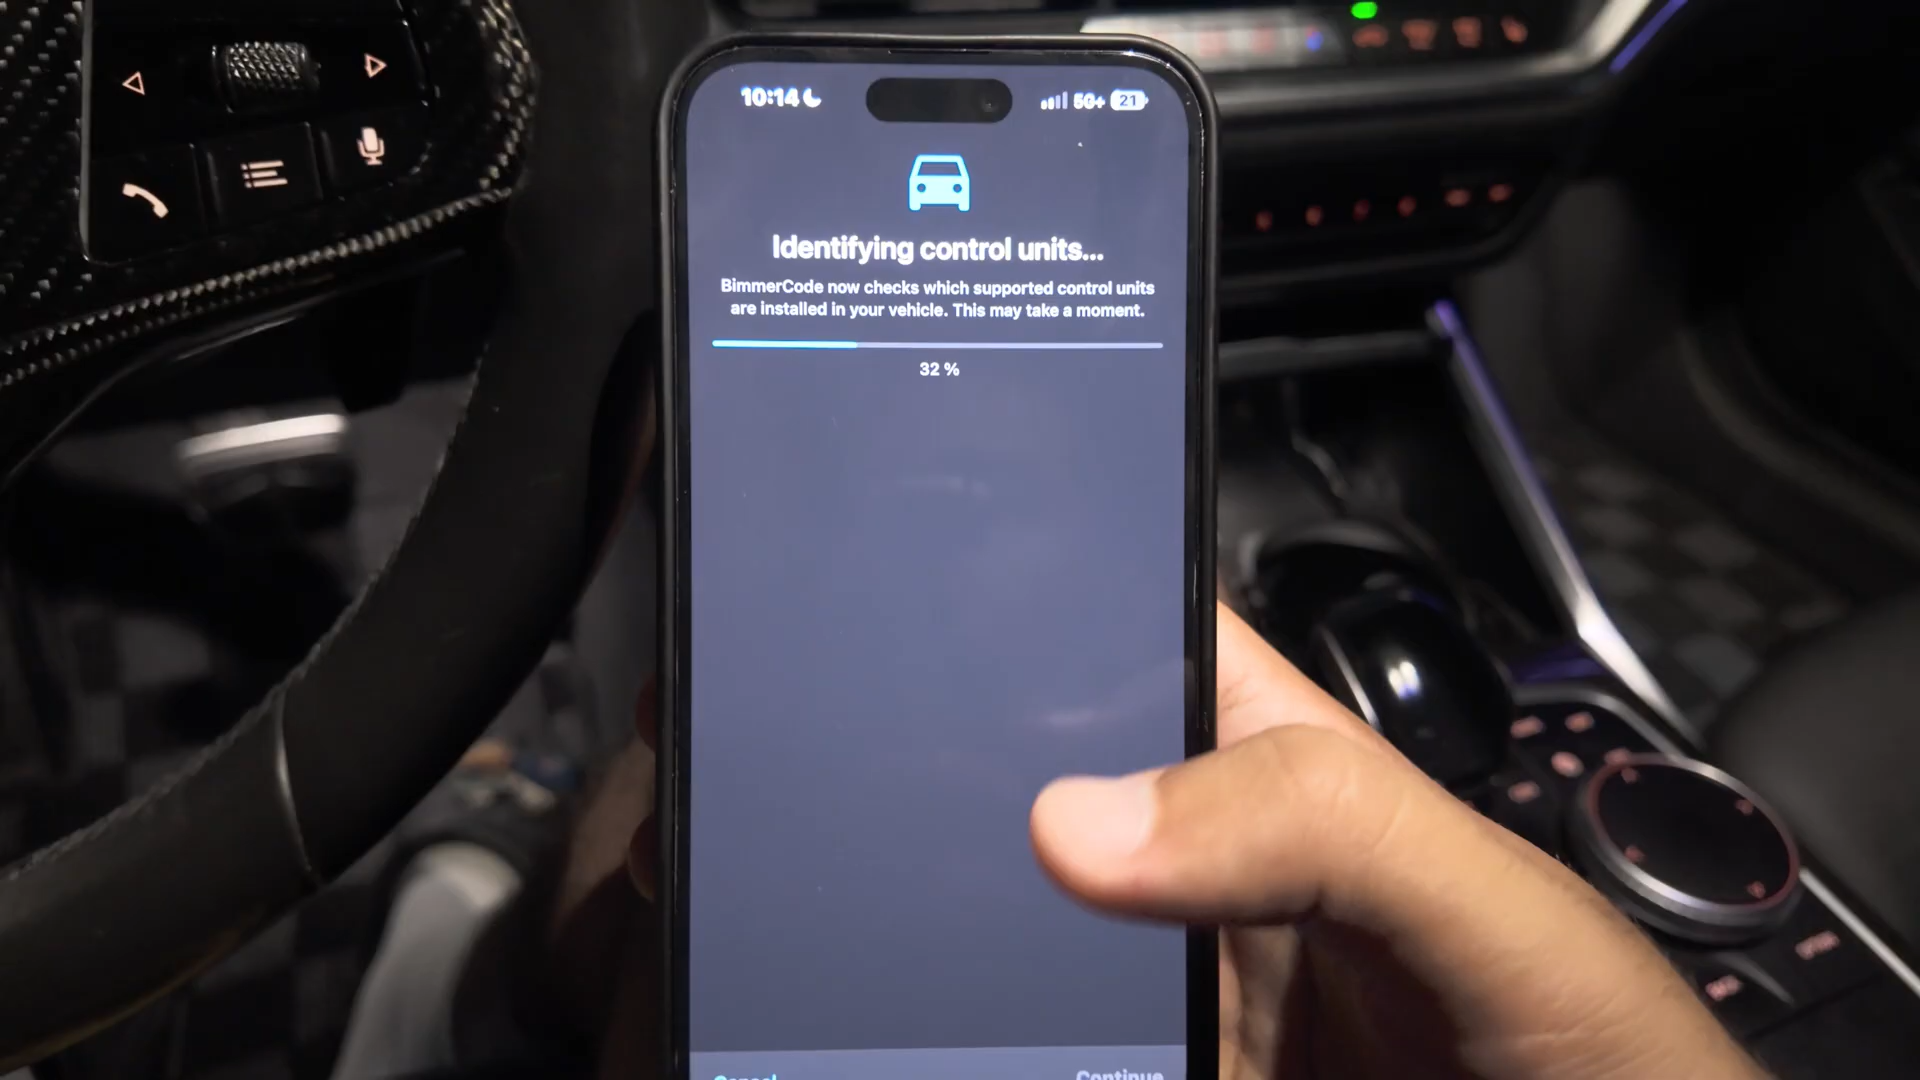 10:14
5G+ 21
Identifying control units...
BimmerCode now checks which supported control units
are installed in your vehicle. This may take a moment.
32 %
Cancel
Continue